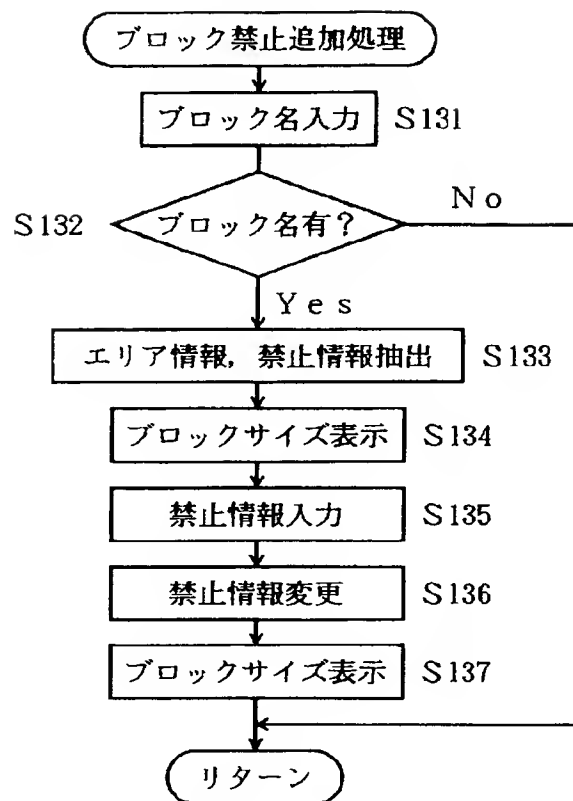 ブロック禁止追加処理
ブロック名入力 S131
S132 ブロック名有? No
Yes
エリア情報, 禁止情報抽出 S133
ブロックサイズ表示 S134
禁止情報入力 S135
禁止情報変更 S136
ブロックサイズ表示 S137
リターン